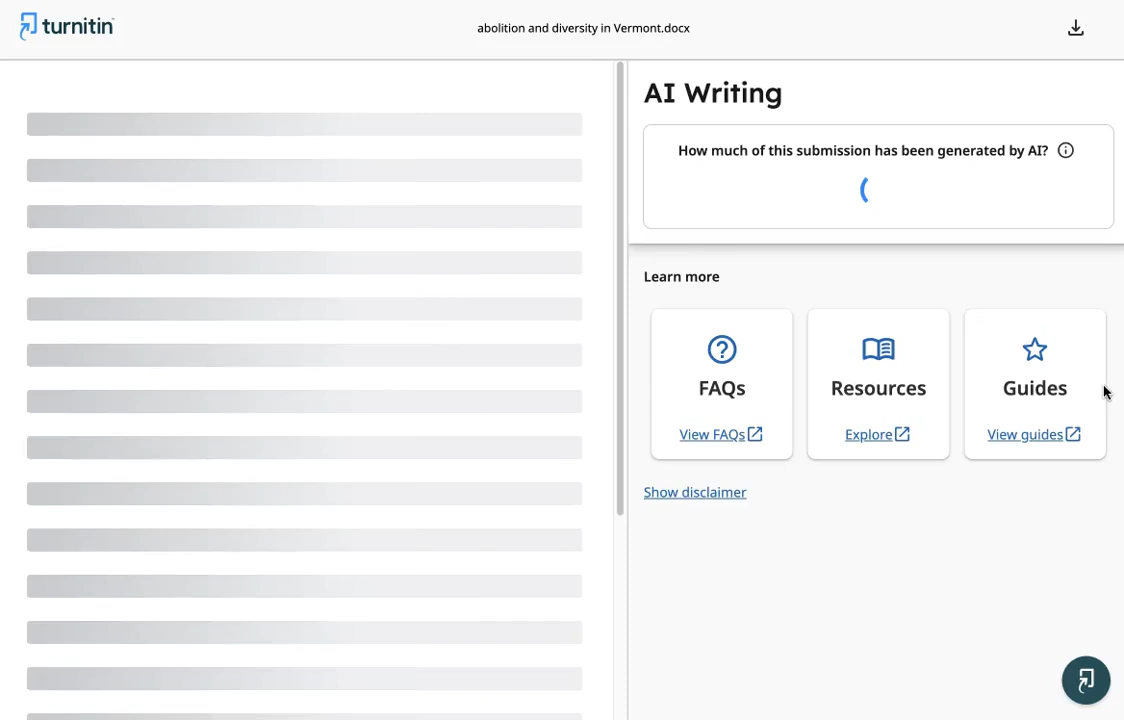 turnitin
abolition and diversity in Vermont.docx
AI Writing
How much of this submission has been generated by AI?
Learn more
FAQs
View FAQs
Resources
Explore
Guides
View guides
Show disclaimer